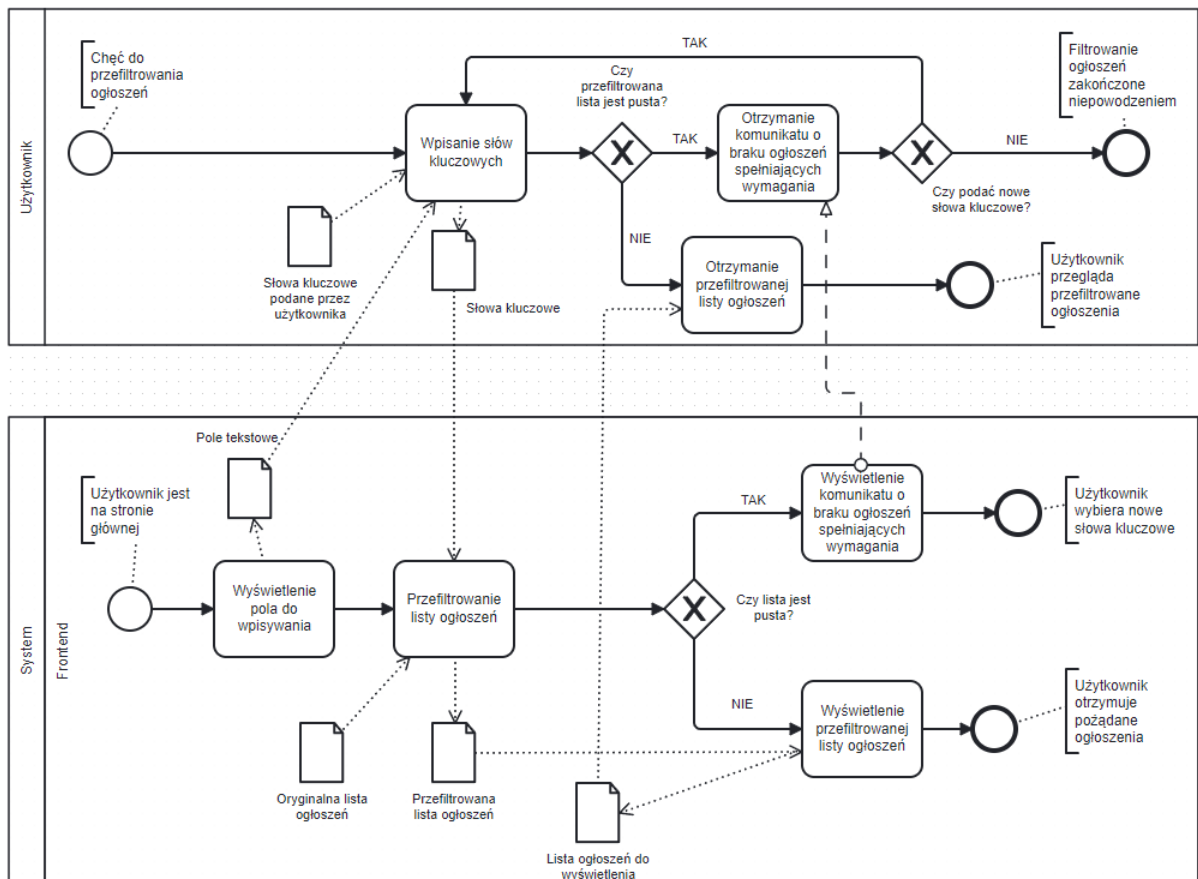 Użytkownik
Chęć do
przefiltrowania
ogłoszeń
Wpisanie słów
kluczowych
Słowa kluczowe
podane przez
użytkownika
Słowa kluczowe
Czy
przefiltrowana
lista jest pusta?
TAK
TAK
NIE
Otrzymanie
komunikatu o
braku ogłoszeń
spełniających
wymagania
Otrzymanie
przefiltrowanej
listy ogłoszeń
Czy podać nowe
słowa kluczowe?
NIE
Filtrowanie
ogłoszeń
zakończone
niepowodzeniem
Użytkownik
przegląda
przefiltrowane
ogłoszenia
System
Frontend
Użytkownik jest
na stronie
głównej
Pole tekstowe
Wyświetlenie
pola do
wpisywania
Przefiltrowanie
listy ogłoszeń
Oryginalna lista
ogłoszeń
Przefiltrowana
lista ogłoszeń
Lista ogłoszeń do
wyświetlenia
Czy lista jest
pusta?
TAK
NIE
Wyświetlenie
komunikatu o
braku ogłoszeń
spełniających
wymagania
Wyświetlenie
przefiltrowanej
listy ogłoszeń
Użytkownik
wybiera nowe
słowa kluczowe
Użytkownik
otrzymuje
pożądane
ogłoszenia